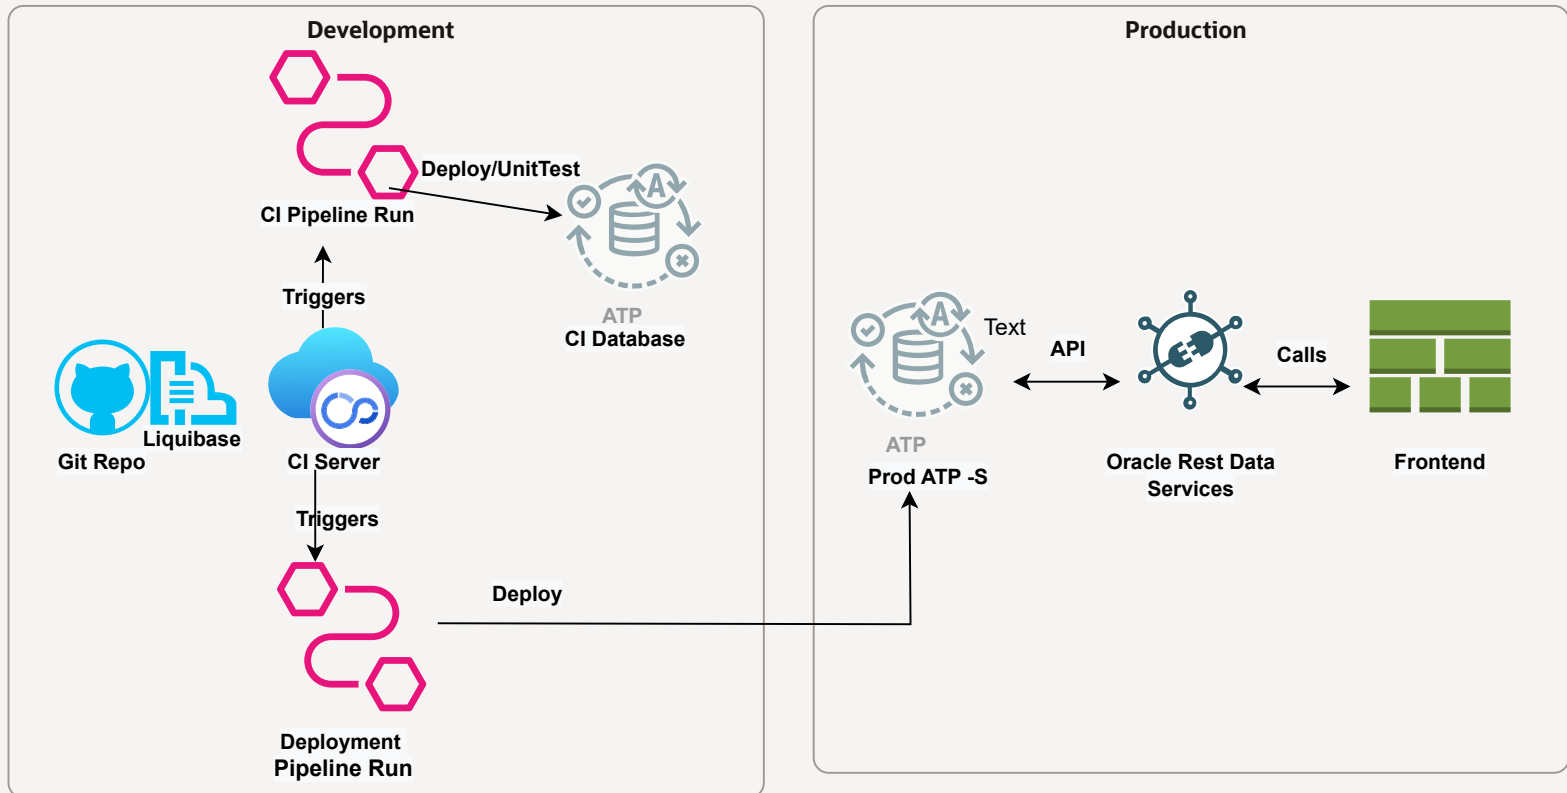 Development
Deploy/UnitTest
CI Pipeline Run
Triggers
ATP
CI Database
Liquibase
Git Repo
CI Server
Triggers
Deploy
Deployment
Pipeline Run
Production
A
Text
API
Calls
ATP
Prod ATP -S
Oracle Rest Data
Services
Frontend
A